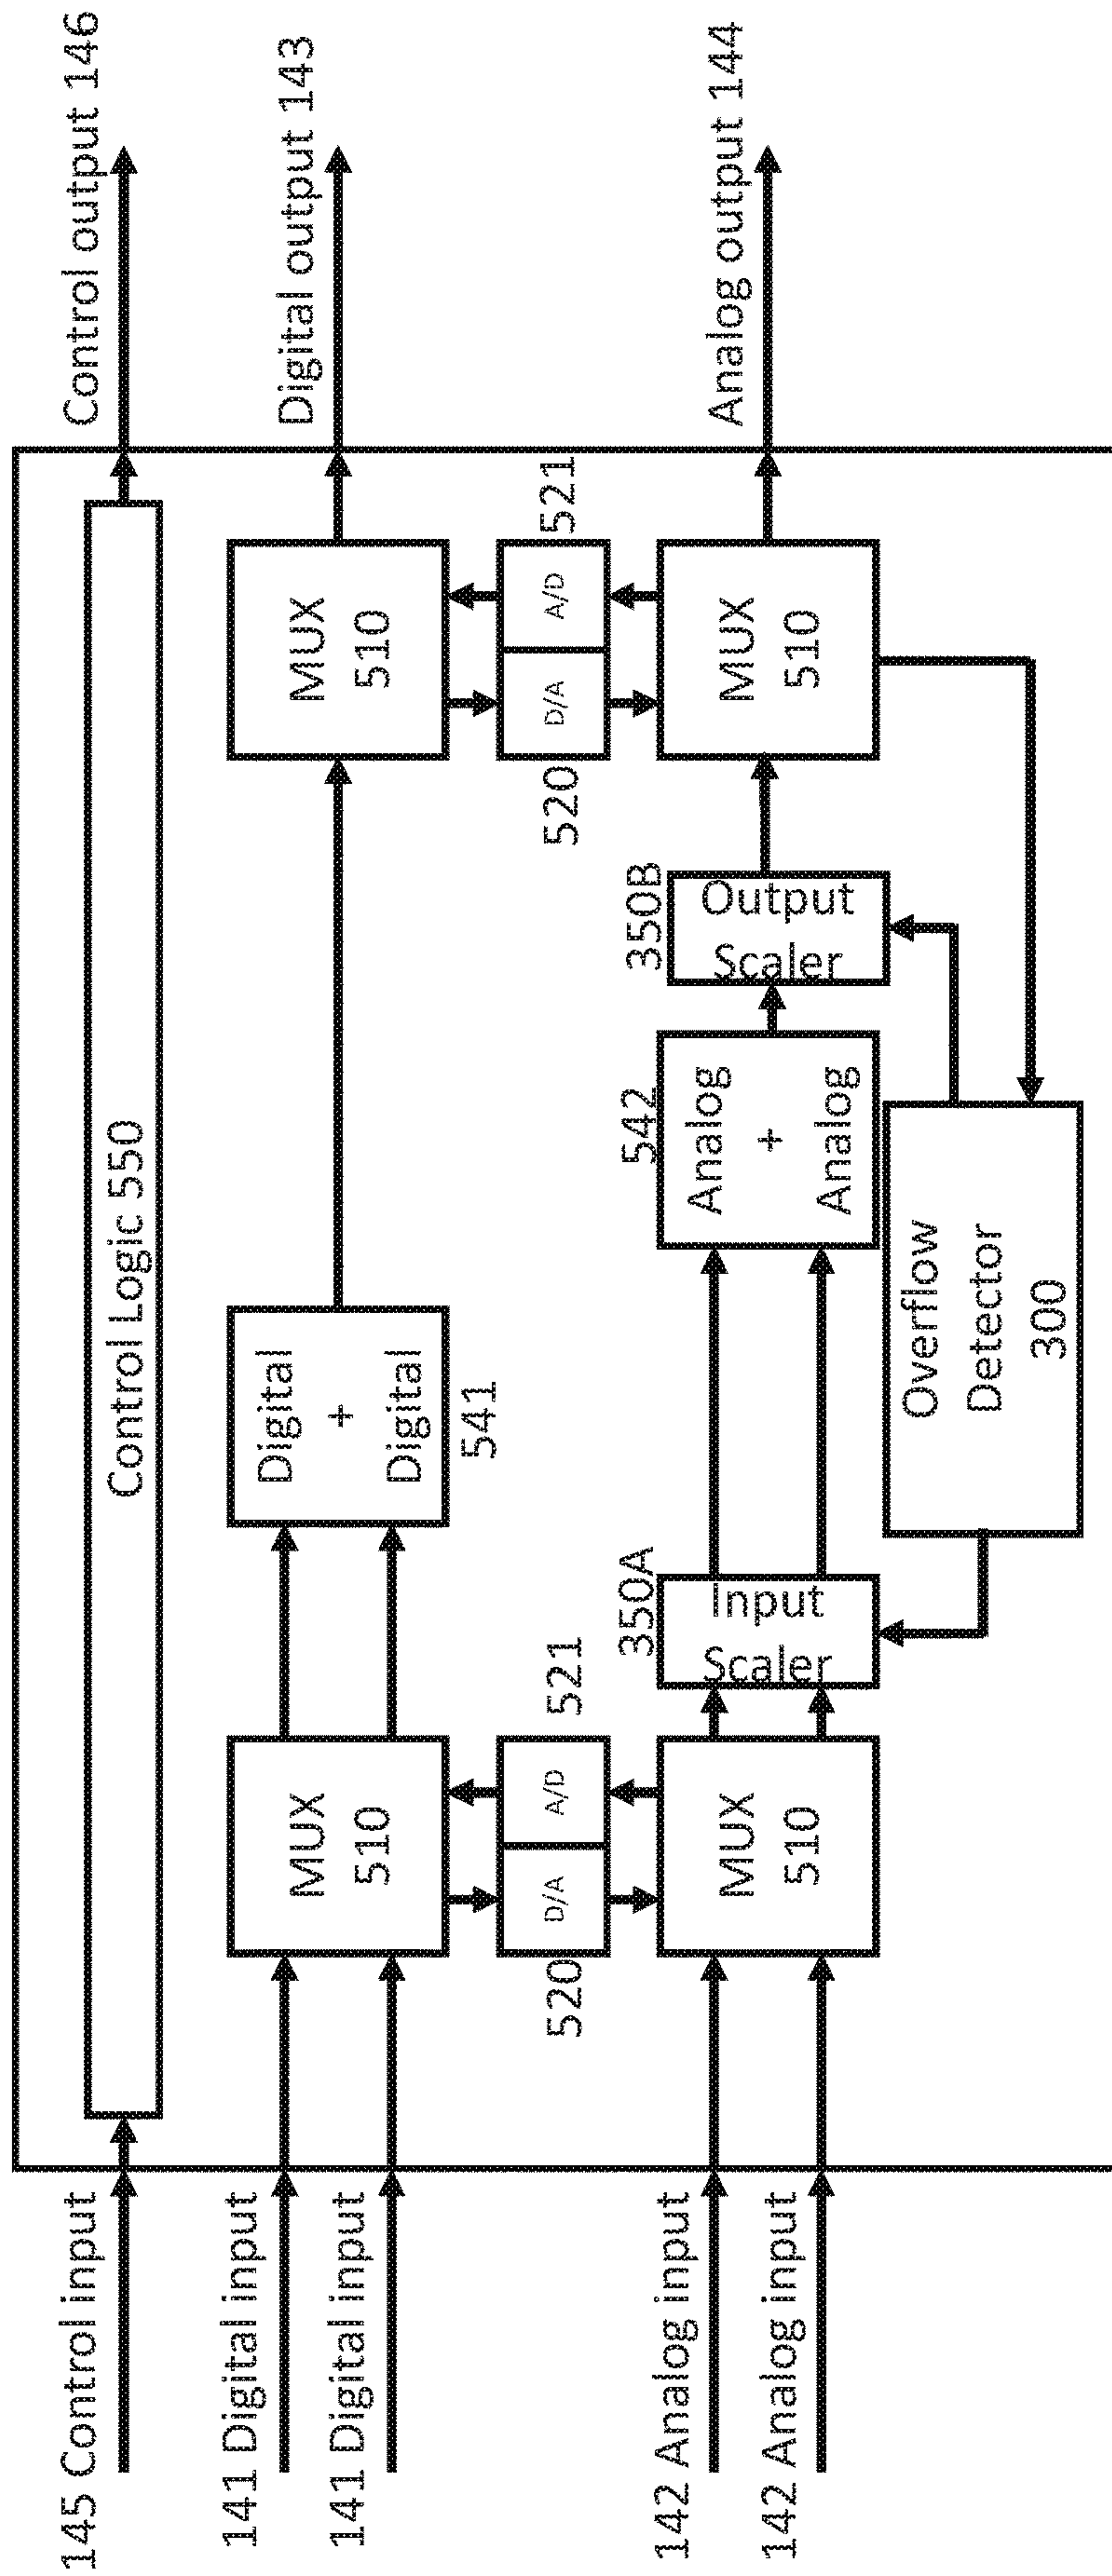 145 Control input
Control Logic 550
Control output 146
141 Digital input
141 Digital input
MUX
510
Digital
+
Digital
541
MUX
510
Digital output 143
520
D/A
A/D
521
520
D/A
A/D
521
142 Analog input
142 Analog input
MUX
510
350A
Input
Scaler
542
Analog
+
Analog
350B
Output
Scaler
MUX
510
Analog output 144
Overflow
Detector
300